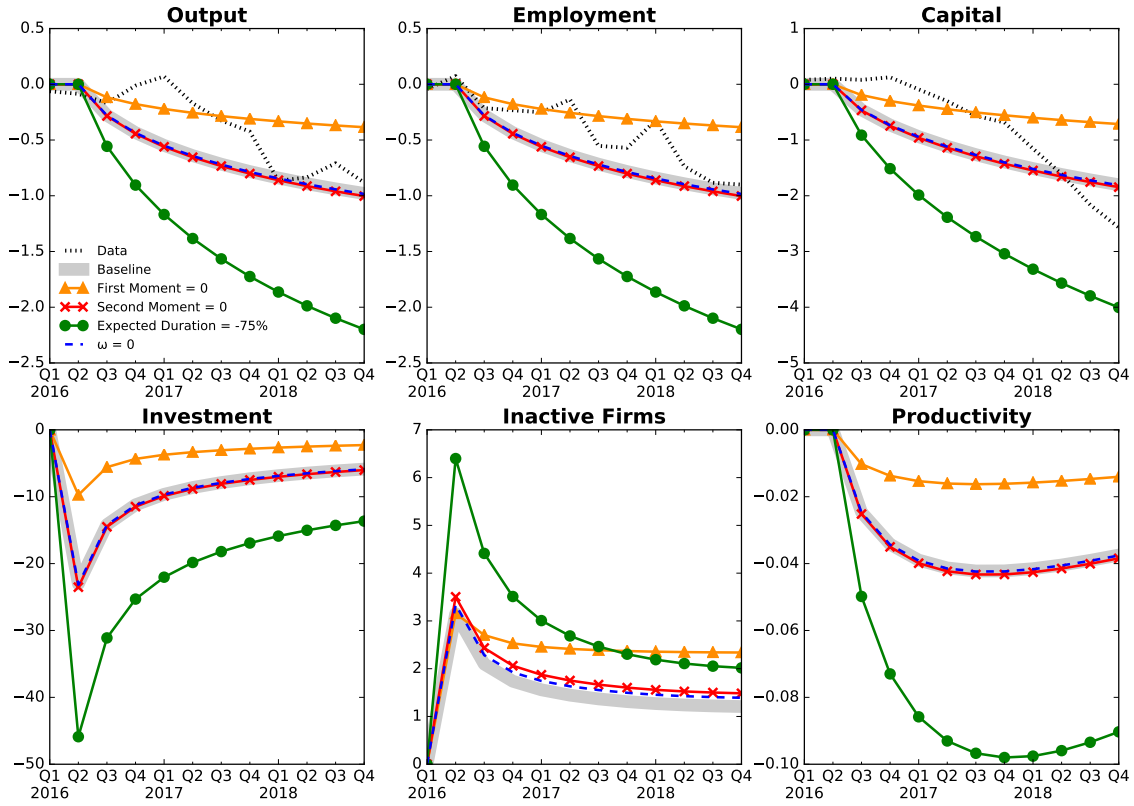 Output
0.5
0.0
−0.5
−1.0
−1.5
−2.0
−2.5
Data
Baseline
First Moment = 0
Second Moment = 0
Expected Duration = -75%
ω = 0
Q1 Q2 Q3 Q4 Q1 Q2 Q3 Q4 Q1 Q2 Q3 Q4
2016 2017 2018
Employment
0.5
0.0
−0.5
−1.0
−1.5
−2.0
−2.5
Q1 Q2 Q3 Q4 Q1 Q2 Q3 Q4 Q1 Q2 Q3 Q4
2016 2017 2018
Capital
1
0
−1
−2
−3
−4
−5
Q1 Q2 Q3 Q4 Q1 Q2 Q3 Q4 Q1 Q2 Q3 Q4
2016 2017 2018
Investment
0
−10
−20
−30
−40
−50
Q1 Q2 Q3 Q4 Q1 Q2 Q3 Q4 Q1 Q2 Q3 Q4
2016 2017 2018
Inactive Firms
7
6
5
4
3
2
1
0
Q1 Q2 Q3 Q4 Q1 Q2 Q3 Q4 Q1 Q2 Q3 Q4
2016 2017 2018
Productivity
0.00
−0.02
−0.04
−0.06
−0.08
−0.10
Q1 Q2 Q3 Q4 Q1 Q2 Q3 Q4 Q1 Q2 Q3 Q4
2016 2017 2018